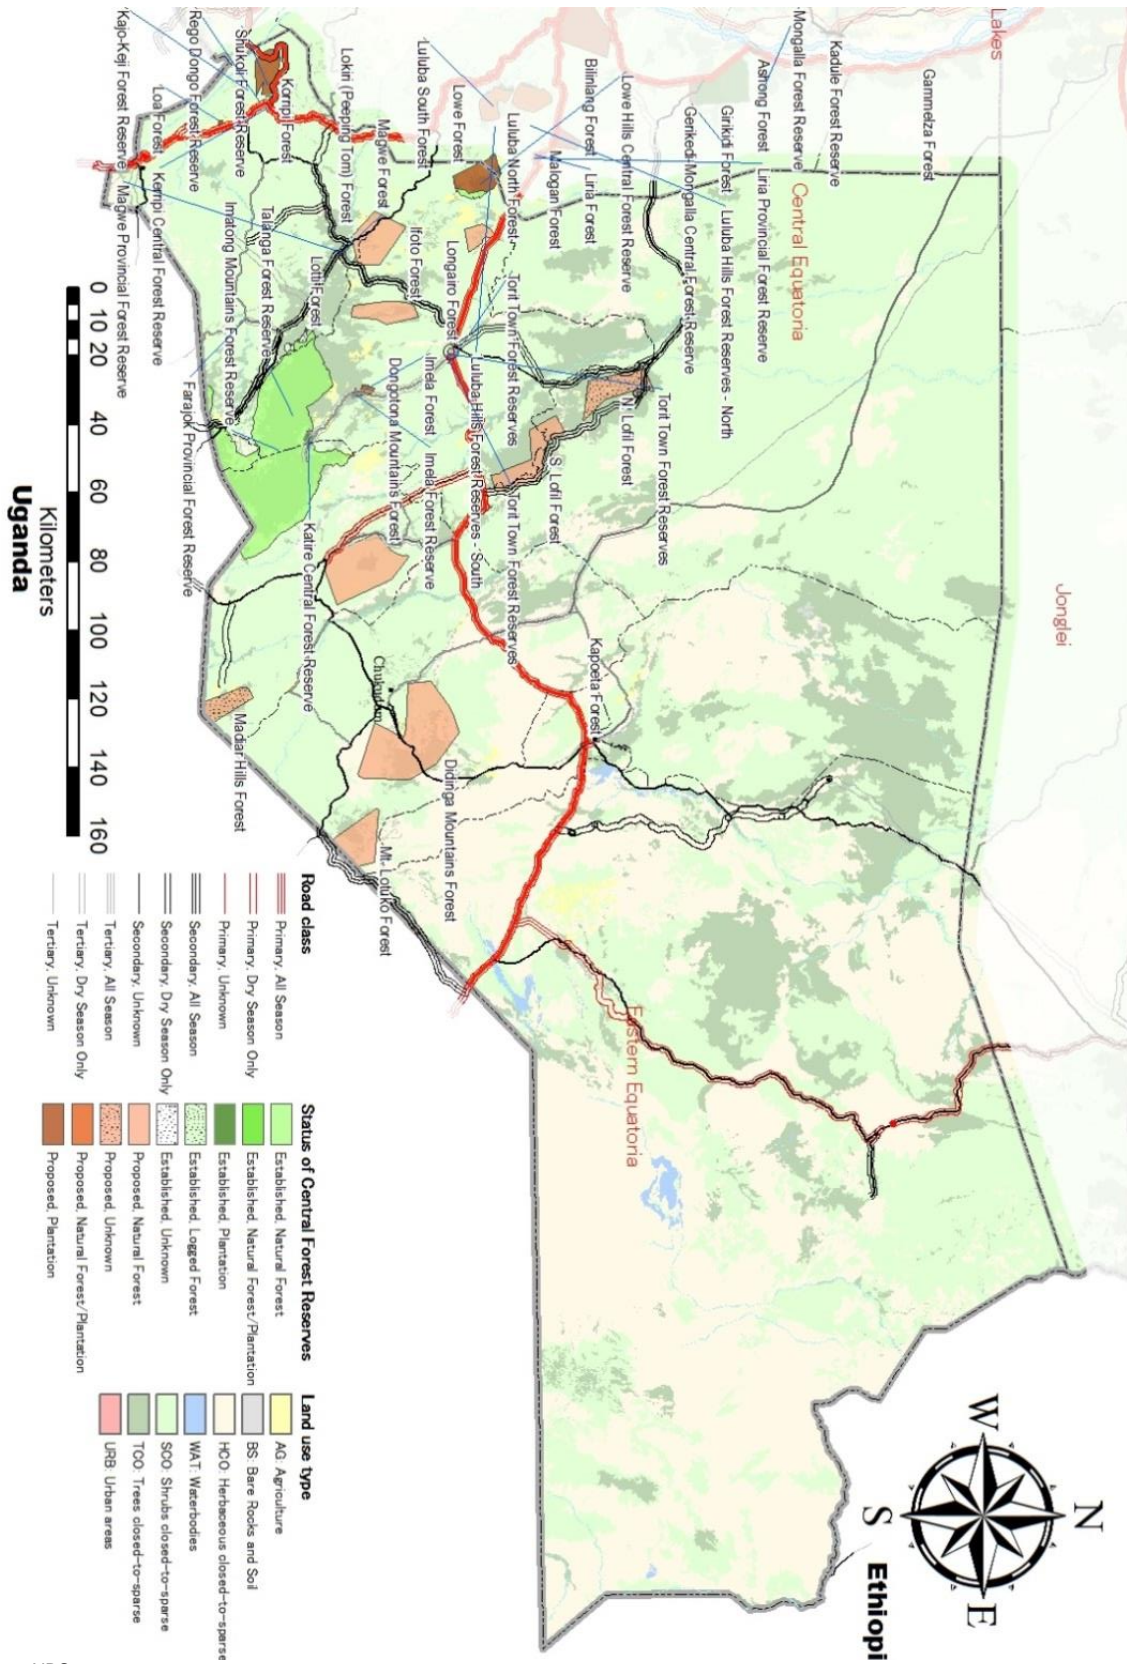 Lakes
Jonglei
Central Equatoria
Eastern Equatoria
Gammeiza Forest
Kadule Forest Reserve
Mongalla Forest Reserve
Asheng Forest
Liria Provincial Forest Reserve
Girikidi Forest
Luluba Hills Forest Reserves - North
Gerikedi-Mongalla Central Forest Reserve
Lowe Hills Central Forest Reserve
Bilinlang Forest
Liria Forest
Malogan Forest
Luluba North Forest
Lowe Forest
Luluba South Forest
Magwe Forest
Lokiri (Peeping Tom) Forest
Kompi Forest
Shukoli Forest Reserve
Rego Dongo Forest Reserve
Loa Forest
Kajo-Keji Forest Reserve
Magwe Provincial Forest Reserve
Kempi Central Forest Reserve
Imatong Mountains Forest Reserve
Talanga Forest Reserve
Lotti Forest
Ifoto Forest
Longairo Forest
Torit Town Forest Reserves
Torit Town Forest Reserves
Torit Town Forest Reserves
N. Lofil Forest
S. Lofil Forest
Luluba Hills Forest Reserves - South
Imela Forest
Imela Forest Reserve
Dongotona Mountains Forest
Katire Central Forest Reserve
Farajok Provincial Forest Reserve
Kapoeta Forest
Chukudum
Didinga Mountains Forest
Madiar Hills Forest
Mt. Lotuko Forest
N
W
E
S
Ethiopi
0 10 20 40 60 80 100 120 140 160
Kilometers
Uganda
Road class
Primary, All Season
Primary, Dry Season Only
Primary, Unknown
Secondary, All Season
Secondary, Dry Season Only
Secondary, Unknown
Tertiary, All Season
Tertiary, Dry Season Only
Tertiary, Unknown
Status of Central Forest Reserves
Established, Natural Forest
Established, Natural Forest/Plantation
Established, Plantation
Established, Logged Forest
Established, Unknown
Proposed, Natural Forest
Proposed, Unknown
Proposed, Natural Forest/Plantation
Proposed, Plantation
Land use type
AG: Agriculture
BS: Bare Rocks and Soil
HCO: Herbaceous closed-to-sparse
WAT: Waterbodies
SCO: Shrubs closed-to-sparse
TCO: Trees closed-to-sparse
URB: Urban areas